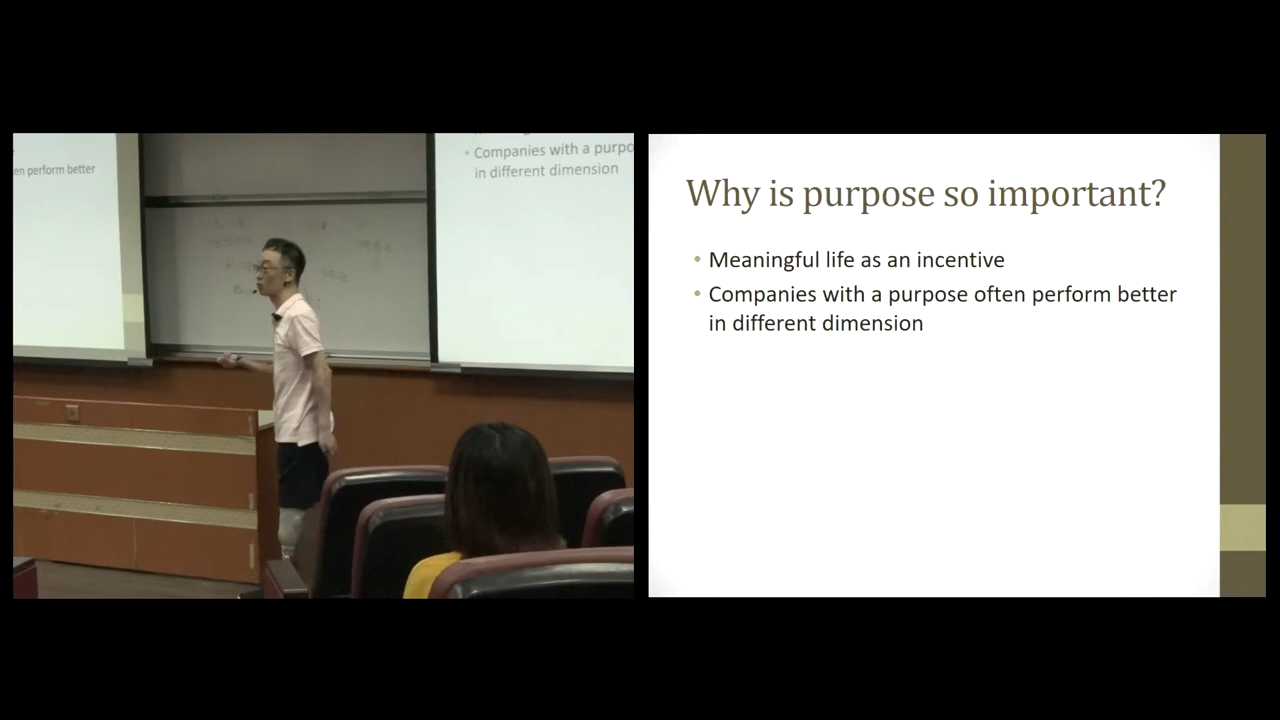 en perform better
Companies with a purpo
in different dimension
Why is purpose so important?
• Meaningful life as an incentive
• Companies with a purpose often perform better
in different dimension